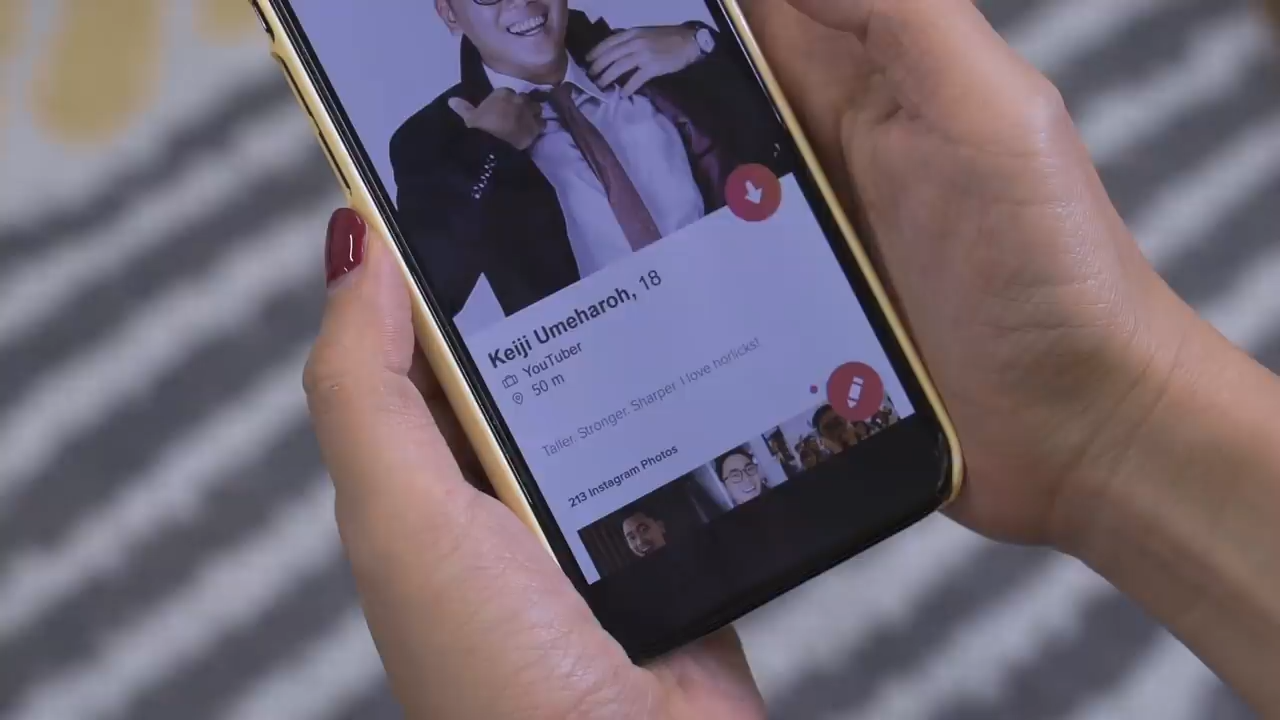 Keiji Umeharoh, 18
YouTuber
50 m
Taller. Stronger. Sharper I love horlicks!
213 Instagram Photos